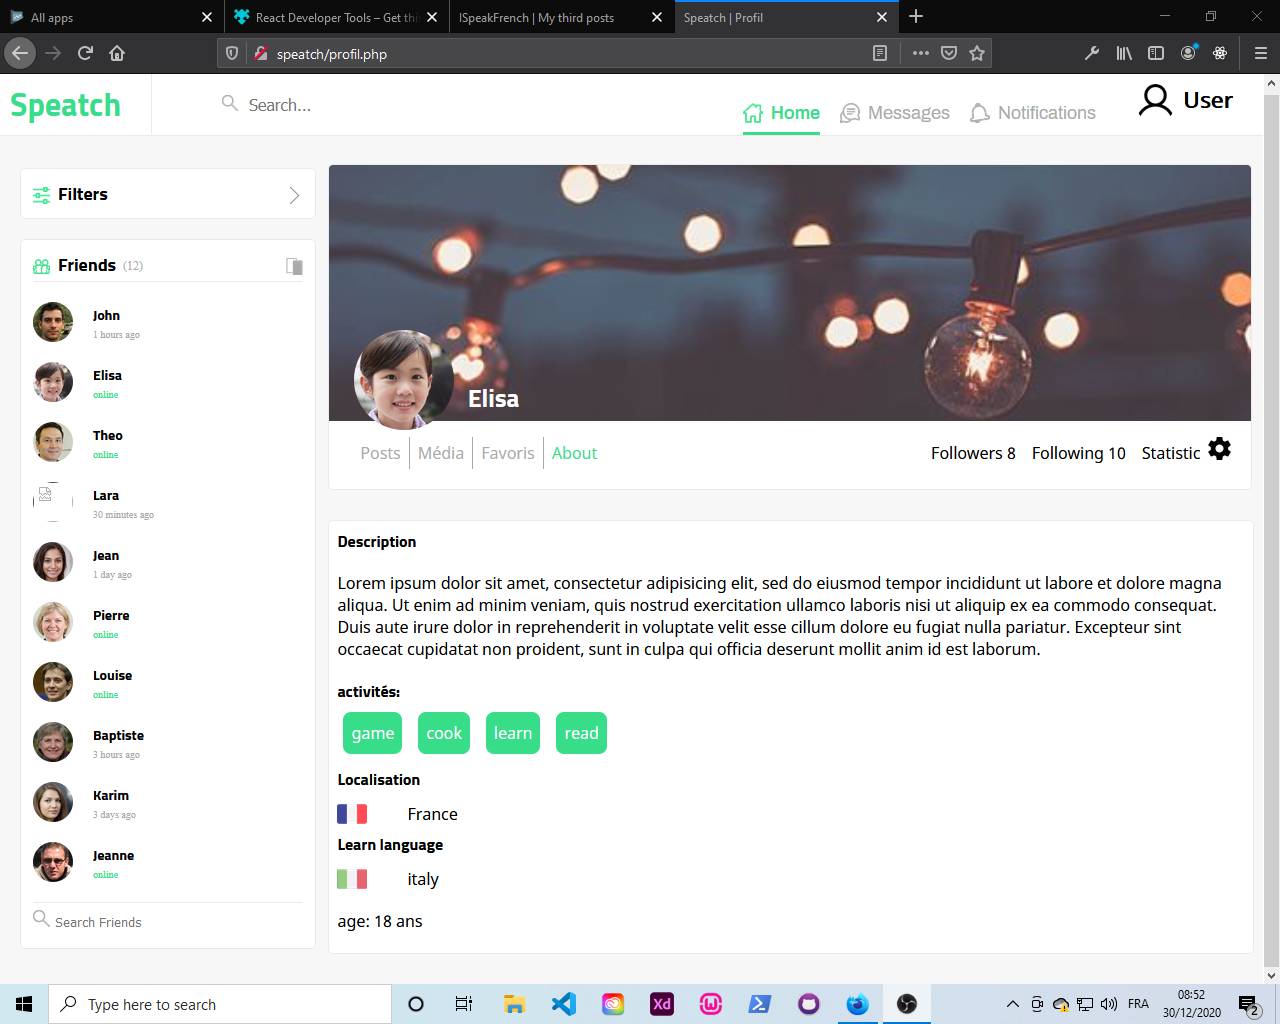 All apps
React Developer Tools – Get thi
ISpeakFrench | My third posts
Speatch | Profil
speatch/profil.php
Speatch
Search...
Home
Messages
Notifications
User
Filters
Friends (12)
John
1 hours ago
Elisa
online
Theo
online
Lara
30 minutes ago
Jean
1 day ago
Pierre
online
Louise
online
Baptiste
3 hours ago
Karim
3 days ago
Jeanne
online
Search Friends
Elisa
Posts
Média
Favoris
About
Followers 8
Following 10
Statistic
Description
Lorem ipsum dolor sit amet, consectetur adipisicing elit, sed do eiusmod tempor incididunt ut labore et dolore magna
aliqua. Ut enim ad minim veniam, quis nostrud exercitation ullamco laboris nisi ut aliquip ex ea commodo consequat.
Duis aute irure dolor in reprehenderit in voluptate velit esse cillum dolore eu fugiat nulla pariatur. Excepteur sint
occaecat cupidatat non proident, sunt in culpa qui officia deserunt mollit anim id est laborum.
activités:
game
cook
learn
read
Localisation
France
Learn language
italy
age: 18 ans
Type here to search
Xd
FRA
08:52
30/12/2020
2